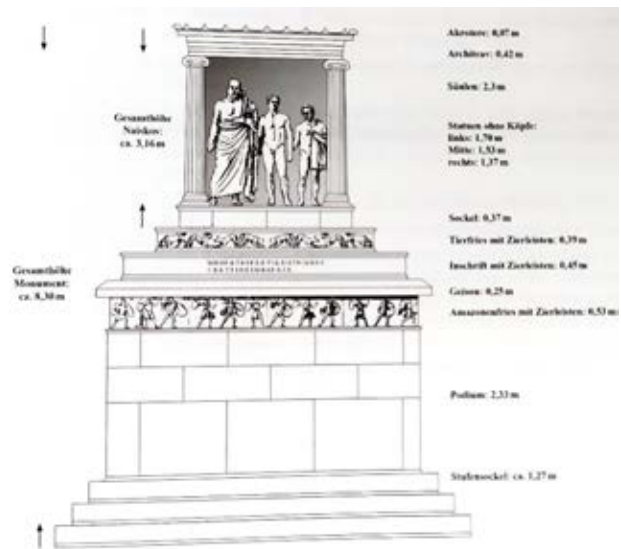 Akrotere: 0,07 m
Architrav: 0,42 m
Säulen: 2,3 m
Gesamthöhe
Naiskos:
ca. 3,16 m
Statuen ohne Köpfe:
links: 1,70 m
Mitte: 1,53 m
rechts: 1,37 m
Sockel: 0,37 m
Tierfries mit Zierleisten: 0,39 m
Gesamthöhe
Monument:
ca. 8,30 m
Inschrift mit Zierleisten: 0,45 m
Geison: 0,25 m
Amazonenfries mit Zierleisten: 0,53 m
Podium: 2,33 m
Stufensockel: ca. 1,27 m